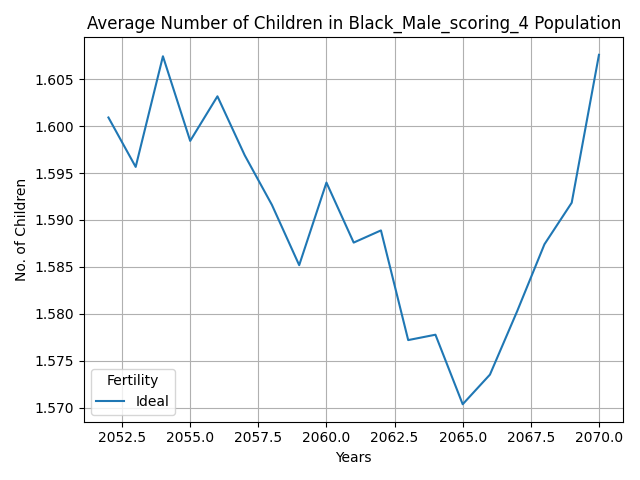 Average Number of Children in Black_Male_scoring_4 Population
No. of Children
1.605
1.600
1.595
1.590
1.585
1.580
1.575
1.570
Fertility
Ideal
2052.5 2055.0 2057.5 2060.0 2062.5 2065.0 2067.5 2070.0
Years